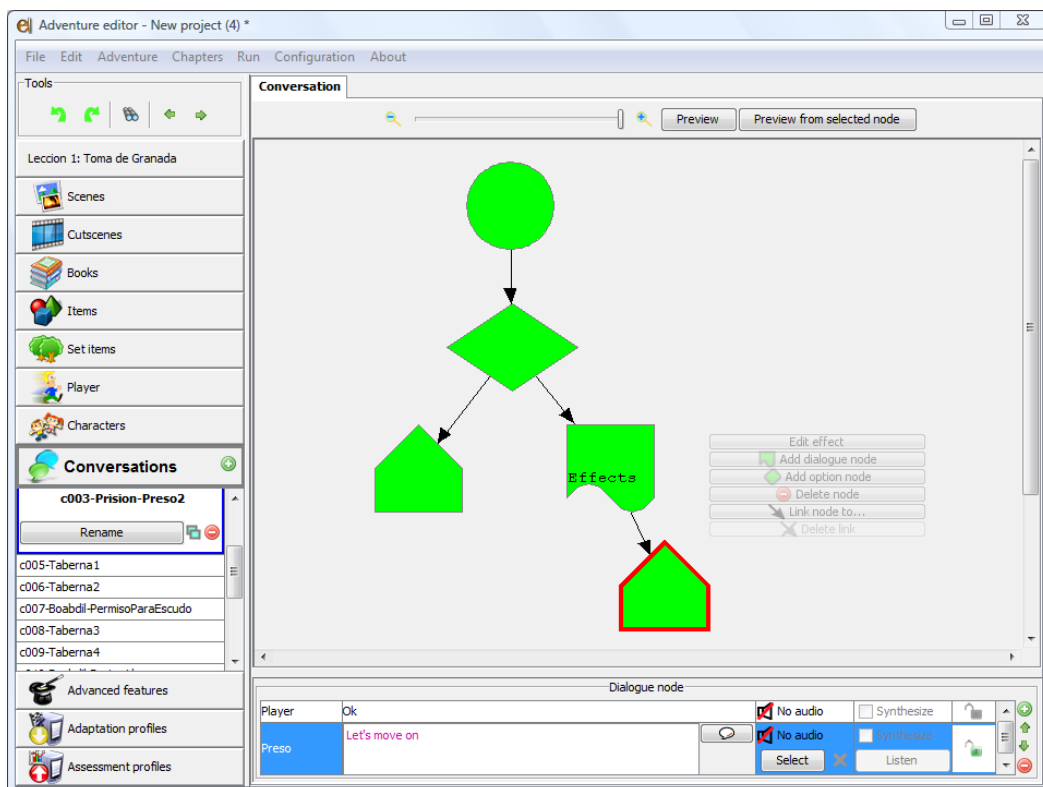 Adventure editor - New project (4) *
File Edit Adventure Chapters Run Configuration About
Tools
Leccion 1: Toma de Granada
Scenes
Cutscenes
Books
Items
Set items
Player
Characters
Conversations
c003-Prision-Preso2
Rename
c005-Taberna1
c006-Taberna2
c007-Boabdil-PermisoParaEscudo
c008-Taberna3
c009-Taberna4
Advanced features
Adaptation profiles
Assessment profiles
Conversation
Preview Preview from selected node
Effects
Edit effect
Add dialogue node
Add option node
Delete node
Link node to...
Delete link
Dialogue node
Player Ok No audio Synthesize
Preso Let's move on No audio Synthesize
Select Listen